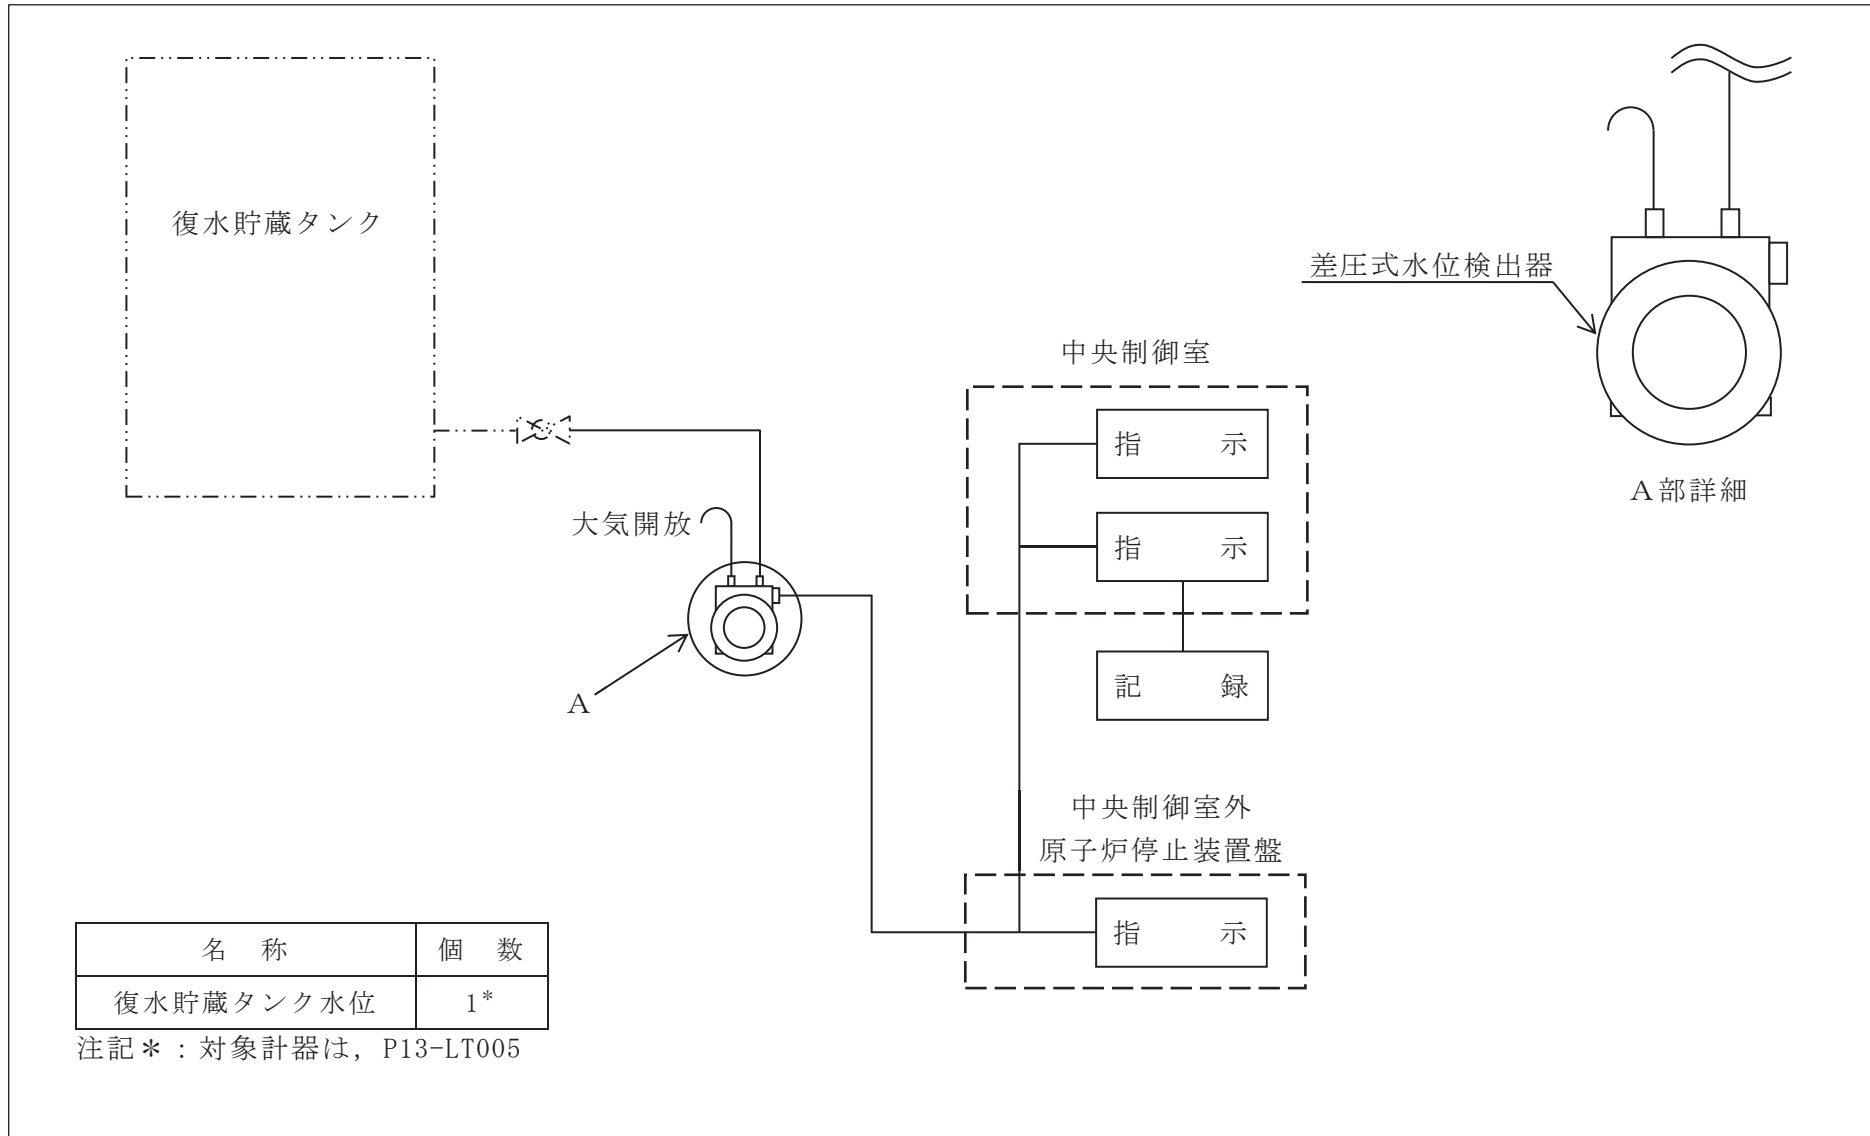 復水貯蔵タンク
差圧式水位検出器
中央制御室
指　　示
A部詳細
大気開放
指　　示
記　　録
A
中央制御室外
原子炉停止装置盤
指　　示
名　称　個　数
復水貯蔵タンク水位　1*
注記＊：対象計器は，P13-LT005